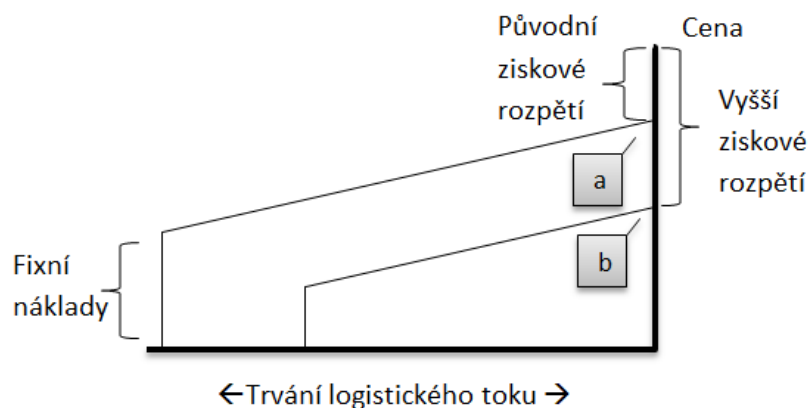 Původní
ziskové
rozpětí
Cena
Vyšší
ziskové
rozpětí
a
b
Fixní
náklady
←Trvání logistického toku →